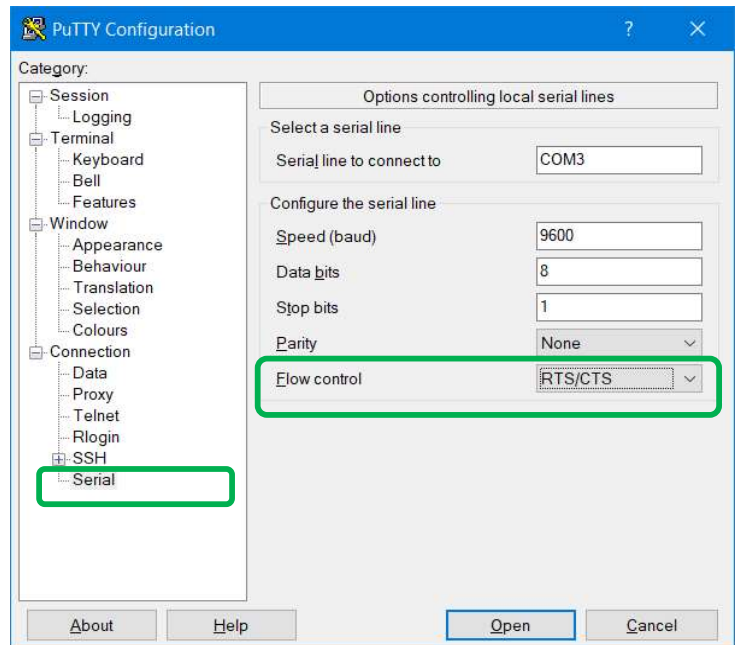 PuTTY Configuration
?
Category:
Session
Logging
Terminal
Keyboard
Bell
Features
Window
Appearance
Behaviour
Translation
Selection
Colours
Connection
Data
Proxy
Telnet
Rlogin
SSH
Serial
Options controlling local serial lines
Select a serial line
Serial line to connect to COM3
Configure the serial line
Speed (baud) 9600
Data bits 8
Stop bits 1
Parity None
Flow control RTS/CTS
About Help Open Cancel